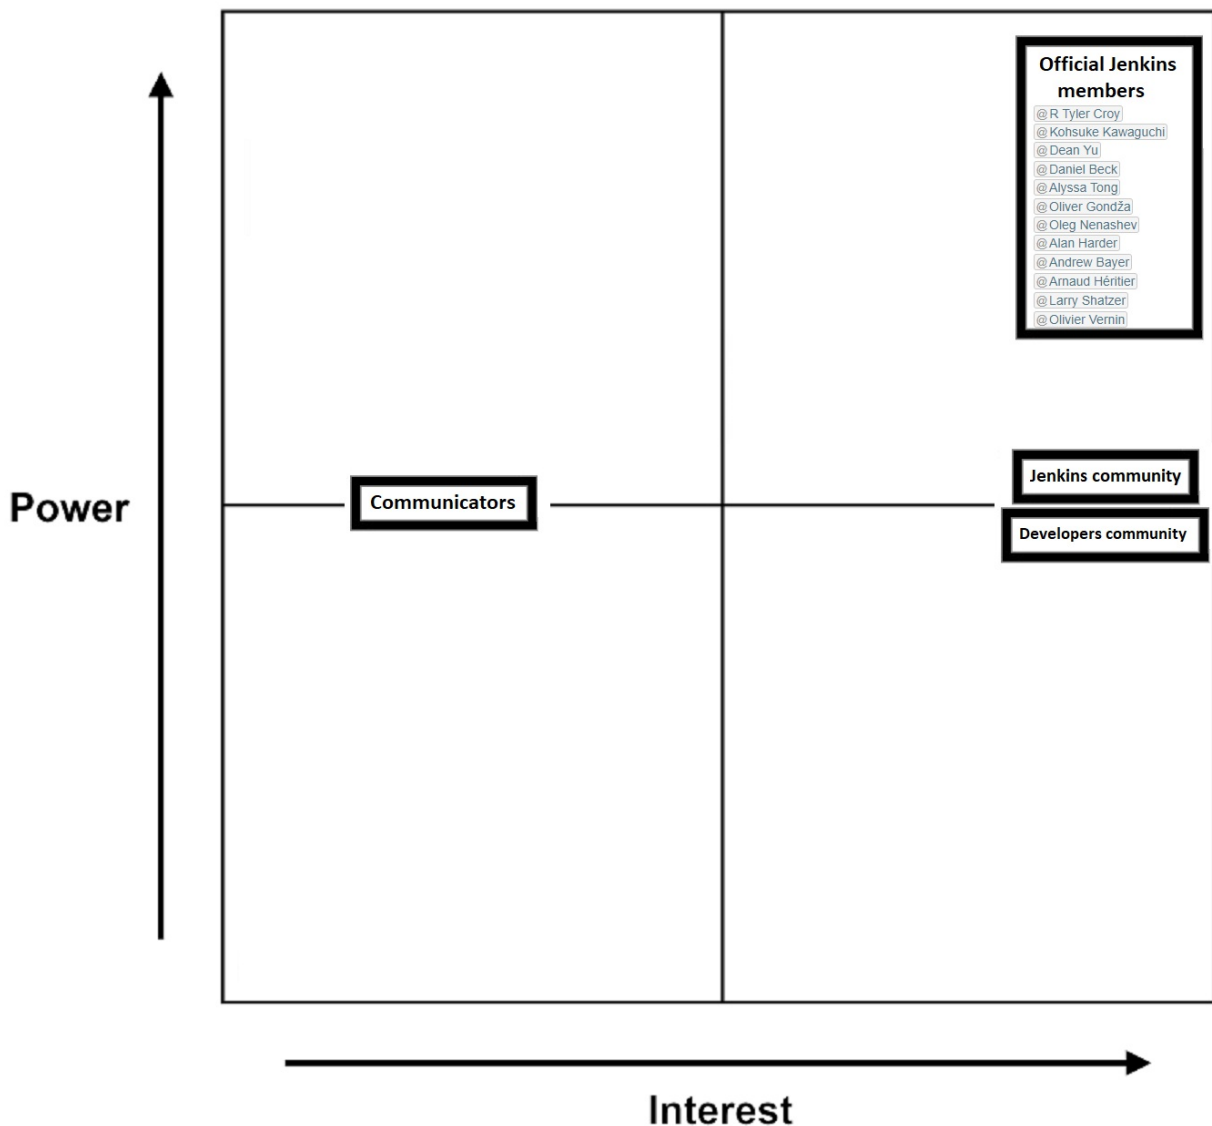 Official Jenkins
members
@R Tyler Croy
@Kohsuke Kawaguchi
@Dean Yu
@Daniel Beck
@Alyssa Tong
@Oliver Gondža
@Oleg Nenashev
@Alan Harder
@Andrew Bayer
@Arnaud Héritier
@Larry Shatzer
@Olivier Vernin
Power
Communicators
Jenkins community
Developers community
Interest